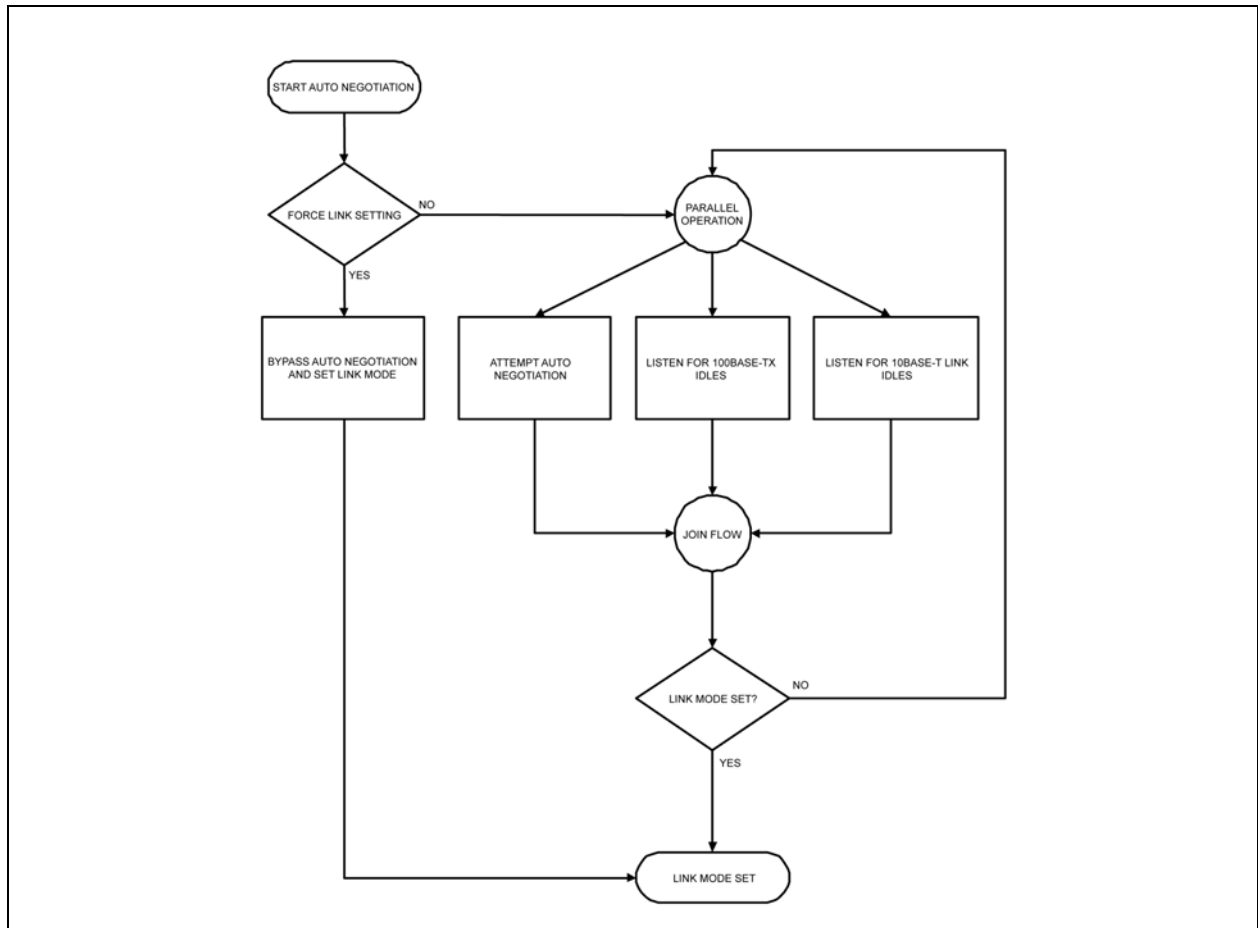 START AUTO NEGOTIATION
FORCE LINK SETTING
NO
PARALLEL
OPERATION
YES
BYPASS AUTO NEGOTIATION
AND SET LINK MODE
ATTEMPT AUTO
NEGOTIATION
LISTEN FOR 100BASE-TX
IDLES
LISTEN FOR 10BASE-T LINK
IDLES
JOIN FLOW
LINK MODE SET?
NO
YES
LINK MODE SET